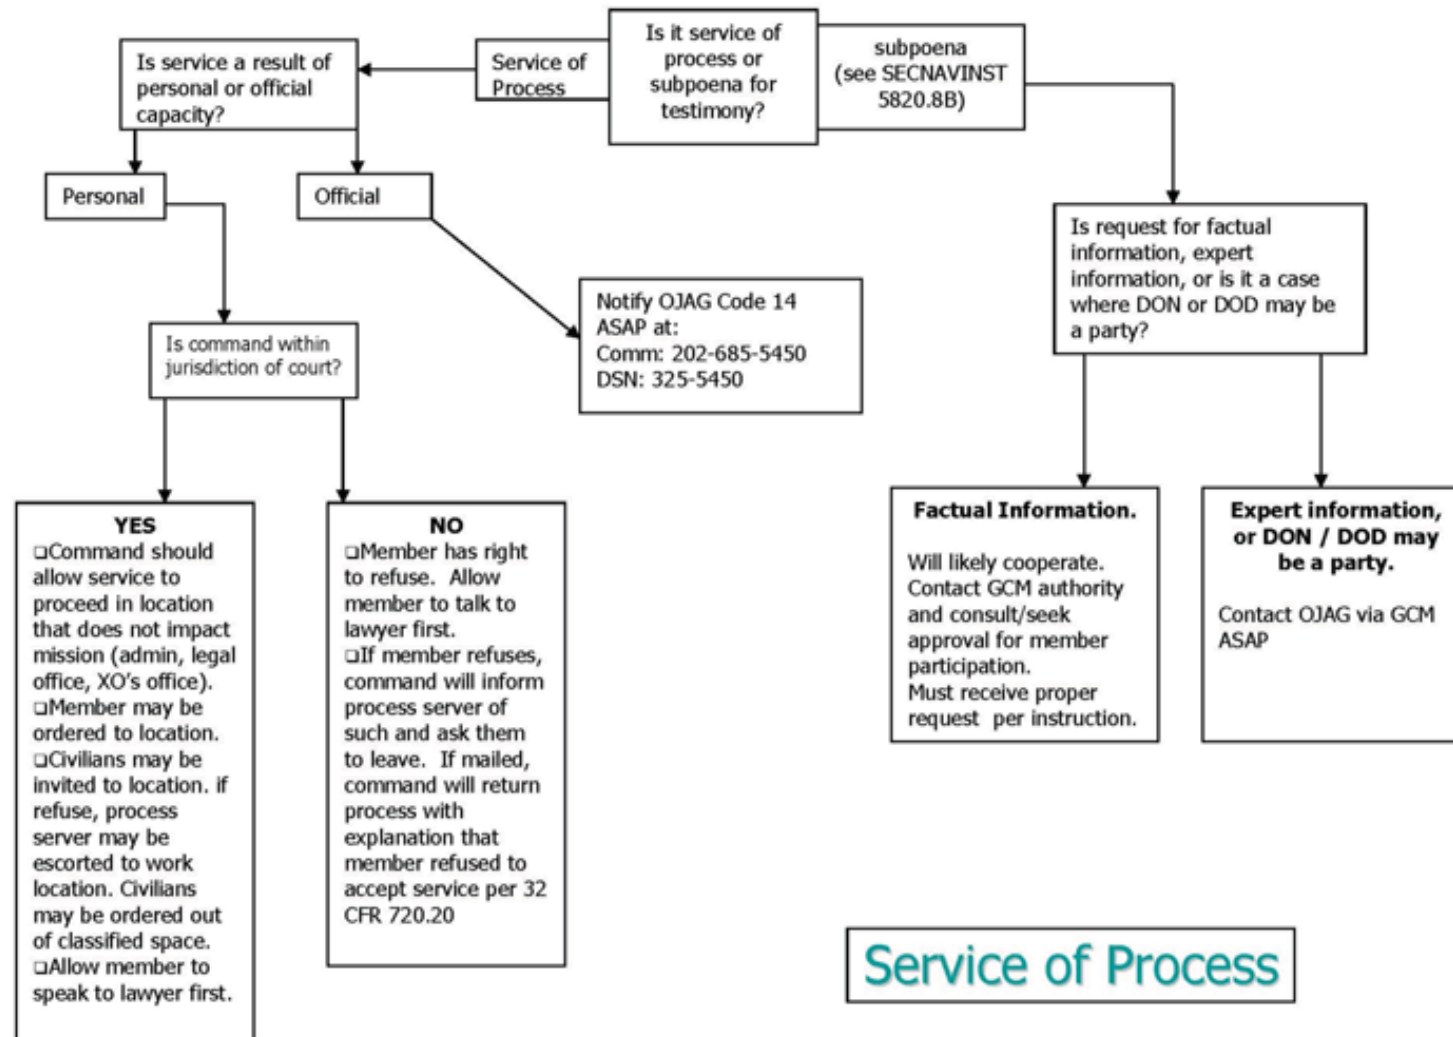 Is it service of
process or
subpoena for
testimony?
Service of
Process
subpoena
(see SECNAVINST
5820.8B)
Is service a result of
personal or official
capacity?
Personal
Official
Is command within
jurisdiction of court?
Notify OJAG Code 14
ASAP at:
Comm: 202-685-5450
DSN: 325-5450
Is request for factual
information, expert
information, or is it a case
where DON or DOD may be
a party?
YES
❑Command should
allow service to
proceed in location
that does not impact
mission (admin, legal
office, XO's office).
❑Member may be
ordered to location.
❑Civilians may be
invited to location. if
refuse, process
server may be
escorted to work
location. Civilians
may be ordered out
of classified space.
❑Allow member to
speak to lawyer first.
NO
❑Member has right
to refuse.  Allow
member to talk to
lawyer first.
❑If member refuses,
command will inform
process server of
such and ask them
to leave.  If mailed,
command will return
process with
explanation that
member refused to
accept service per 32
CFR 720.20
Factual Information.
Will likely cooperate.
Contact GCM authority
and consult/seek
approval for member
participation.
Must receive proper
request  per instruction.
Expert information,
or DON / DOD may
be a party.
Contact OJAG via GCM
ASAP
Service of Process